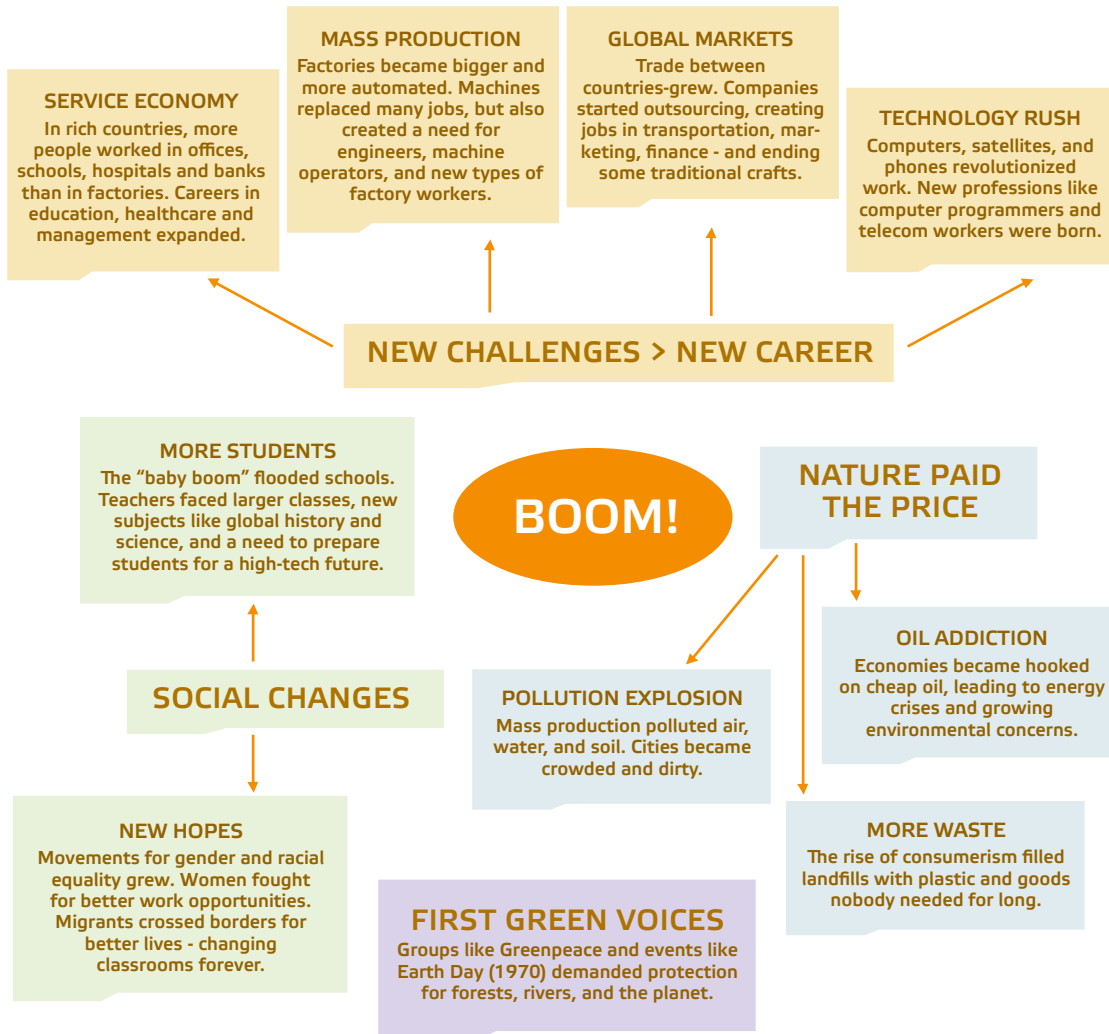 SERVICE ECONOMY
In rich countries, more
people worked in offices,
schools, hospitals and banks
than in factories. Careers in
education, healthcare and
management expanded.
MASS PRODUCTION
Factories became bigger and
more automated. Machines
replaced many jobs, but also
created a need for
engineers, machine
operators, and new types of
factory workers.
GLOBAL MARKETS
Trade between
countries-grew. Companies
started outsourcing, creating
jobs in transportation, mar-
keting, finance - and ending
some traditional crafts.
TECHNOLOGY RUSH
Computers, satellites, and
phones revolutionized
work. New professions like
computer programmers and
telecom workers were born.
NEW CHALLENGES > NEW CAREER
MORE STUDENTS
The “baby boom” flooded schools.
Teachers faced larger classes, new
subjects like global history and
science, and a need to prepare
students for a high-tech future.
BOOM!
NATURE PAID
THE PRICE
SOCIAL CHANGES
POLLUTION EXPLOSION
Mass production polluted air,
water, and soil. Cities became
crowded and dirty.
OIL ADDICTION
Economies became hooked
on cheap oil, leading to energy
crises and growing
environmental concerns.
NEW HOPES
Movements for gender and racial
equality grew. Women fought
for better work opportunities.
Migrants crossed borders for
better lives - changing
classrooms forever.
FIRST GREEN VOICES
Groups like Greenpeace and events like
Earth Day (1970) demanded protection
for forests, rivers, and the planet.
MORE WASTE
The rise of consumerism filled
landfills with plastic and goods
nobody needed for long.